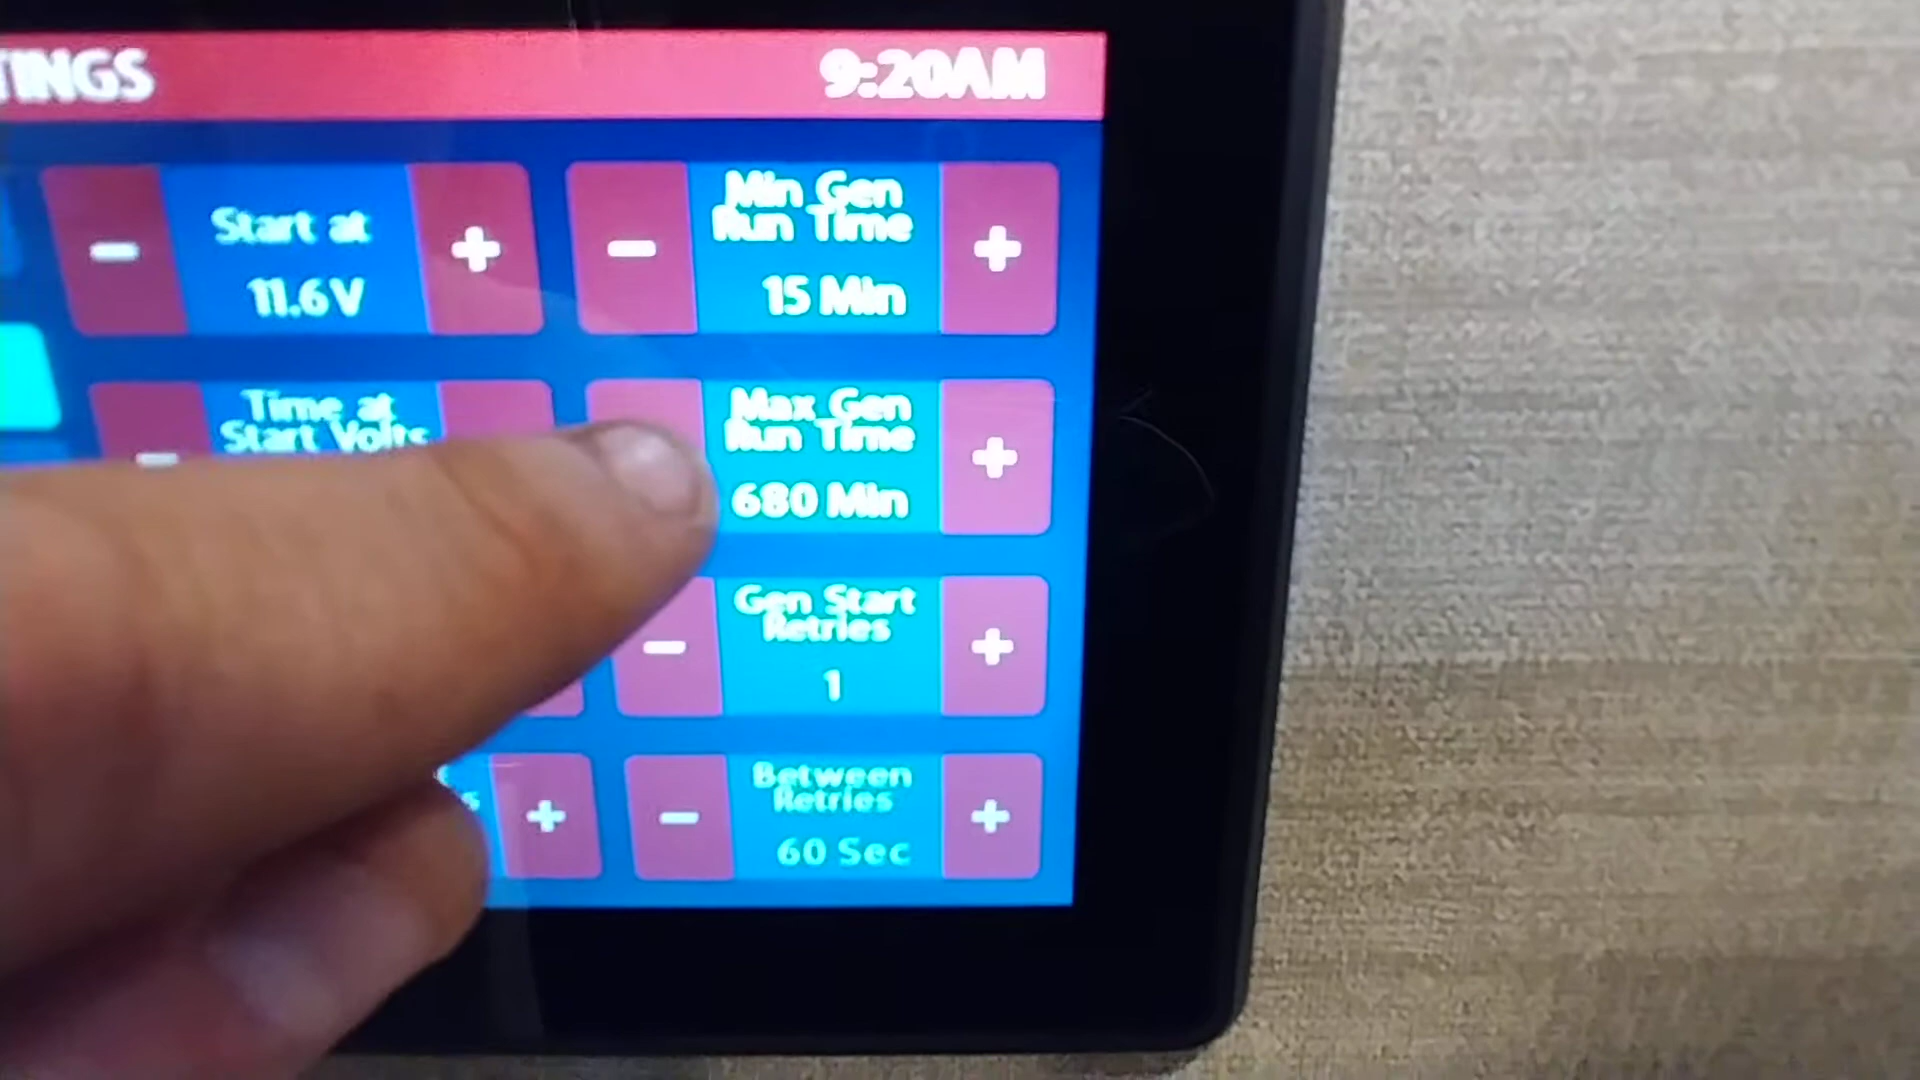 TINGS
9:20AM
Start at
11.6 V
Min Gen
Run Time
15 Min
Time at
Start Volts
Max Gen
Run Time
680 Min
Gen Start
Retries
1
Between
Retries
60 Sec